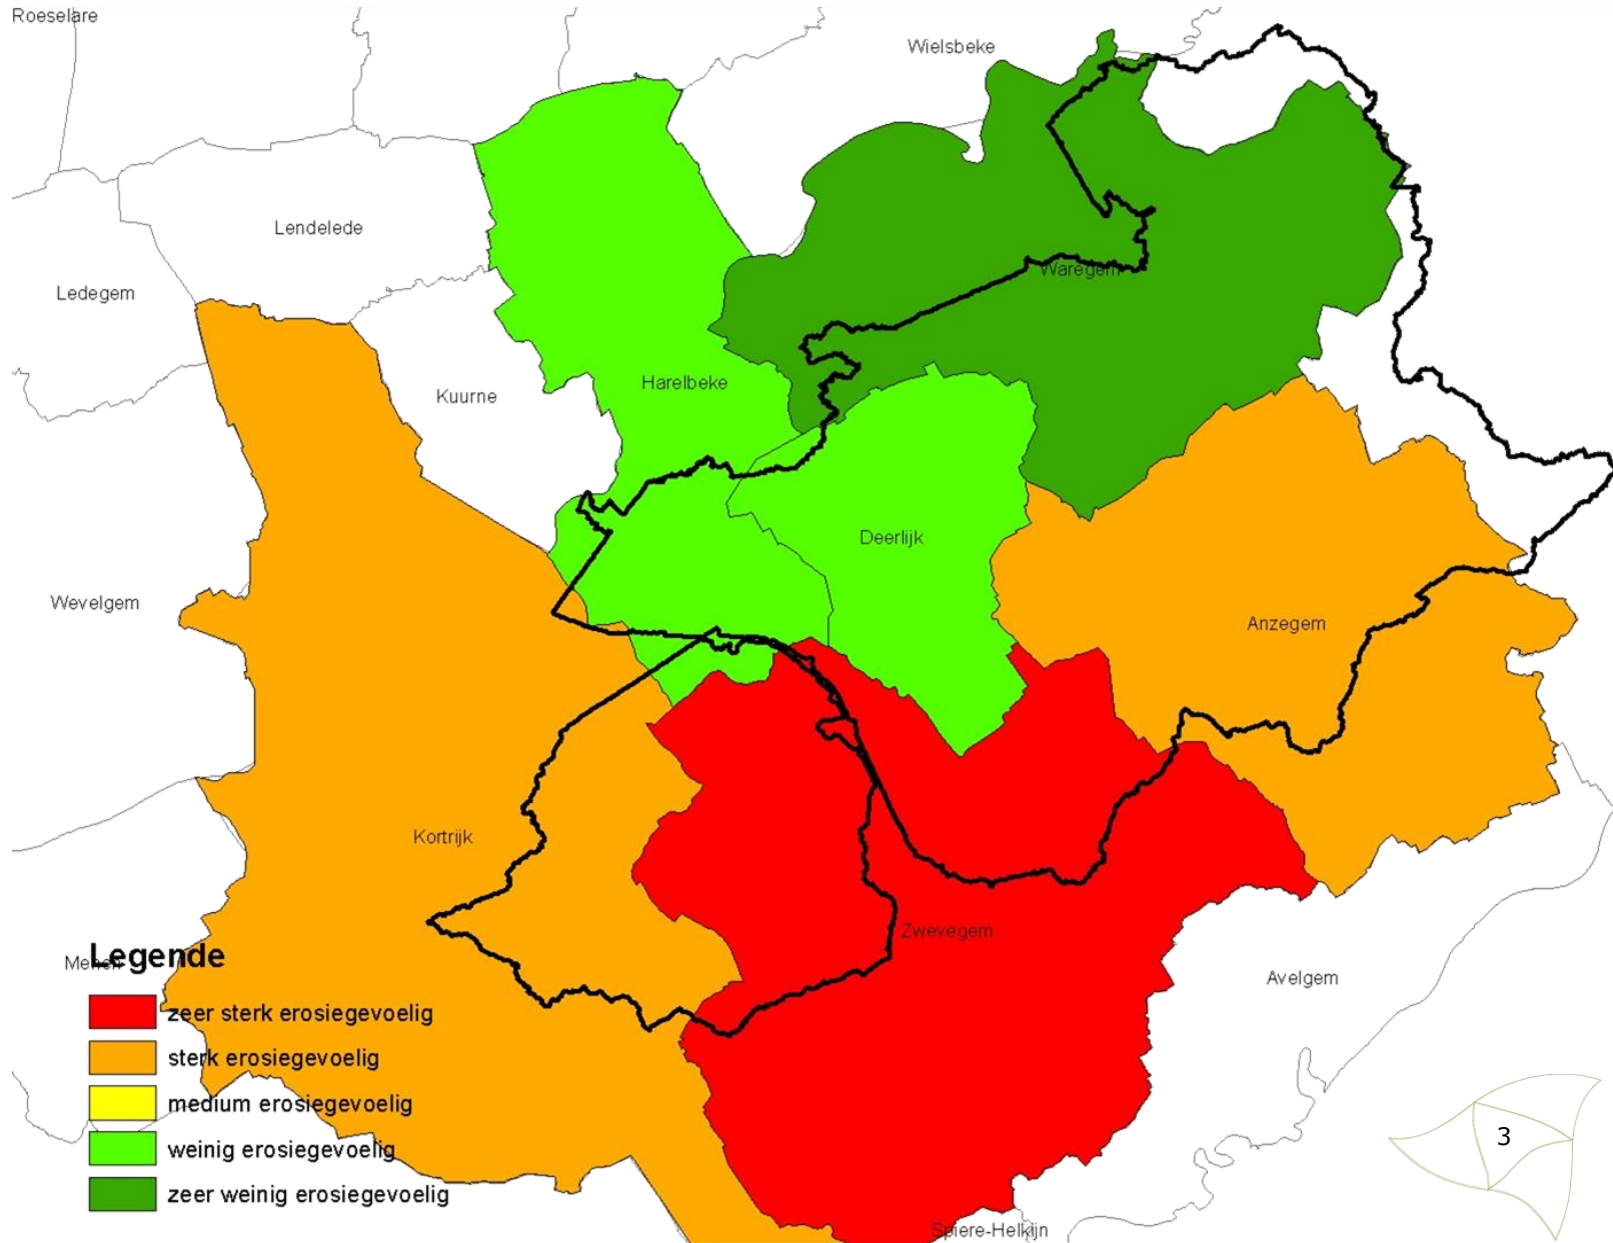 Roeselare
Wielsbeke
Lendelede
Waregem
Ledegem
Harelbeke
Kuurne
Deerlijk
Wevelgem
Anzegem
Kortrijk
Zwevegem
Menen
Avelgem
Legende
zeer sterk erosiegevoelig
sterk erosiegevoelig
medium erosiegevoelig
weinig erosiegevoelig
zeer weinig erosiegevoelig
3
Spiere-Helkijn